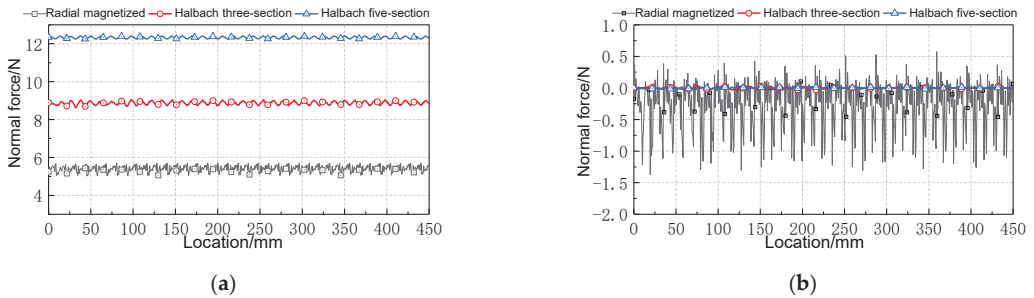 Radial magnetized Halbach three-section Halbach five-section
12
10
8
6
4
Normal force/N
0 50 100 150 200 250 300 350 400 450
Location/mm
(a)
Radial magnetized Halbach three-section Halbach five-section
1.0
0.5
0.0
-0.5
-1.0
-1.5
-2.0
Normal force/N
0 50 100 150 200 250 300 350 400 450
Location/mm
(b)